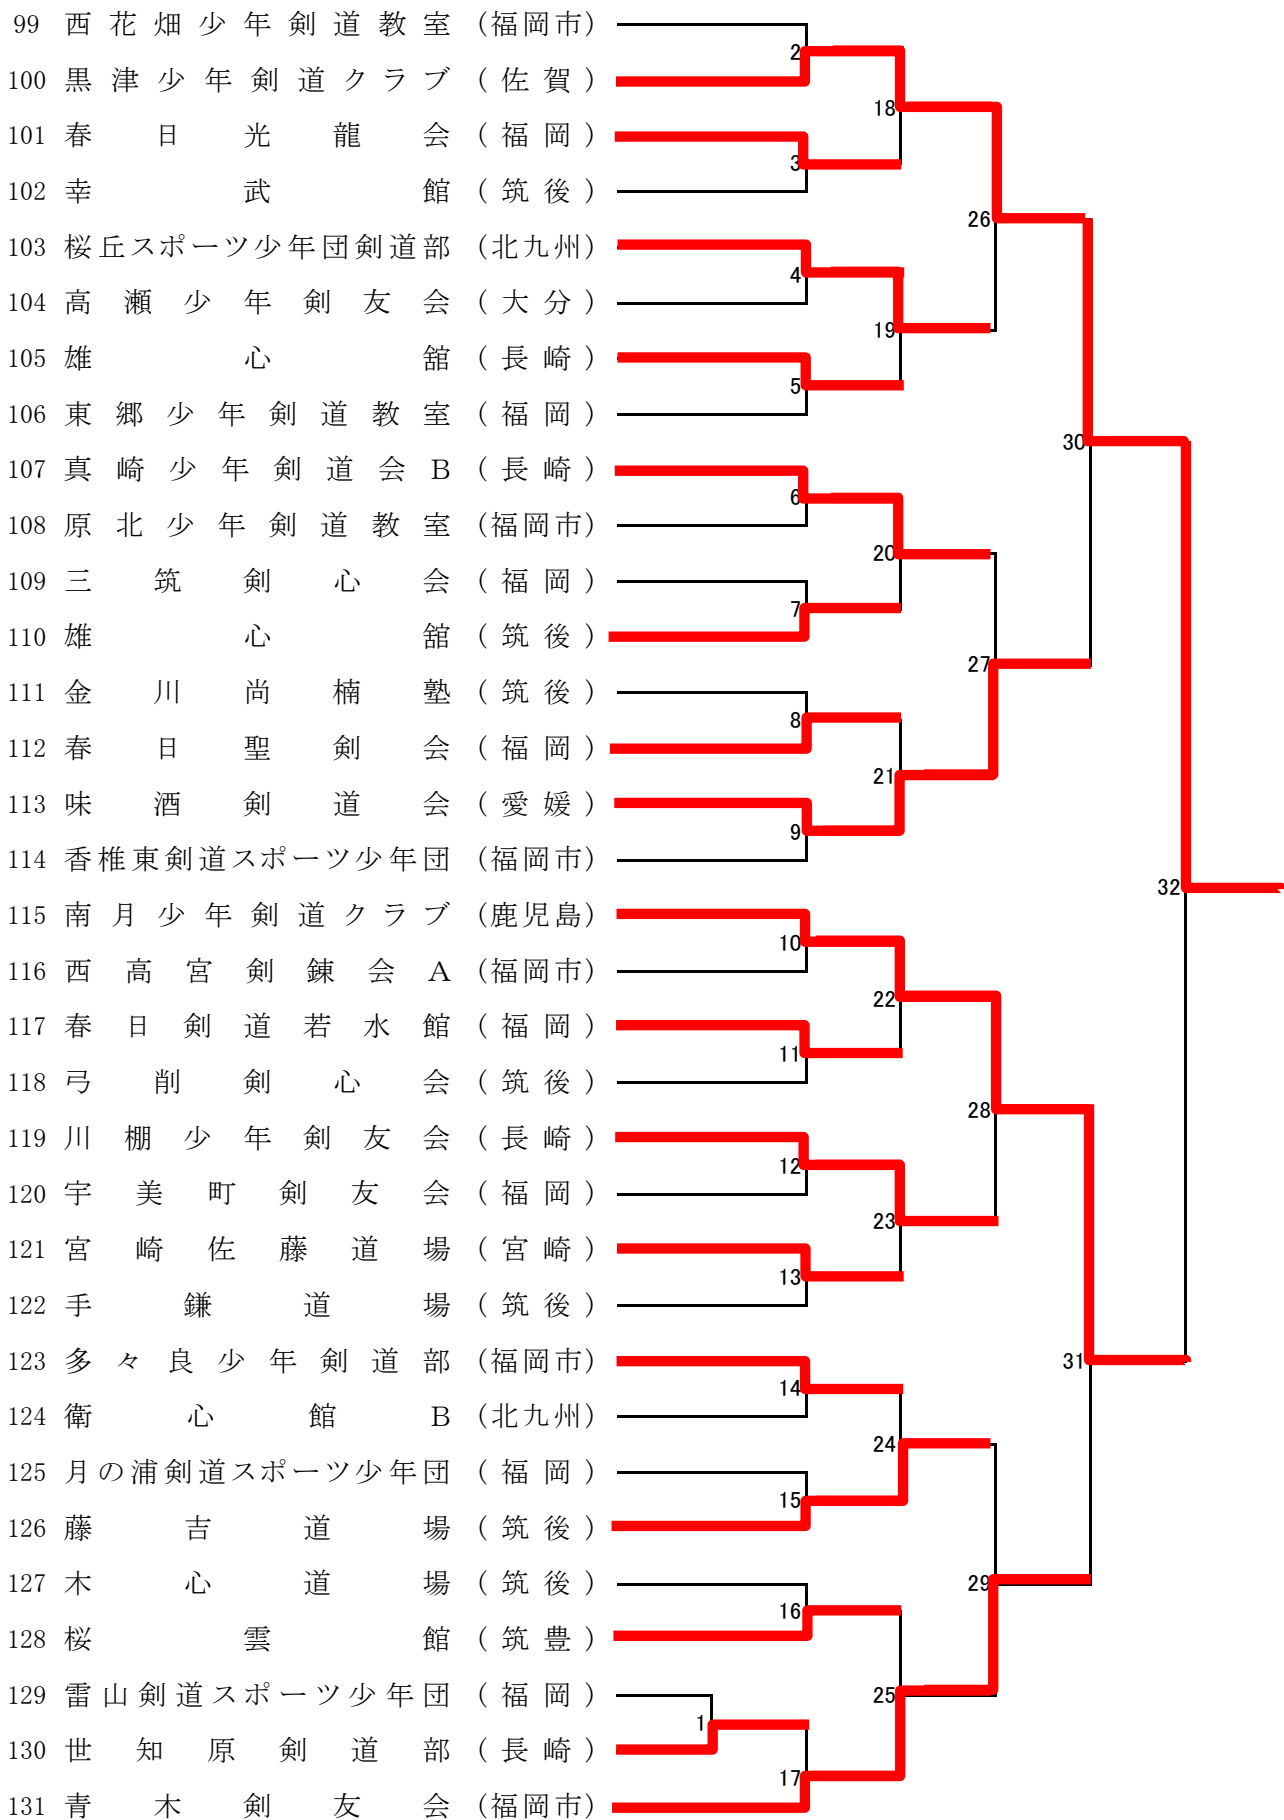 99 西花畑少年剣道教室 (福岡市)
2
100 黒津少年剣道クラブ (佐賀)
18
101 春日光龍会 (福岡)
3
102 幸武館 (筑後)
26
103 桜丘スポーツ少年団剣道部 (北九州)
4
104 高瀬少年剣友会 (大分)
19
105 雄心舘 (長崎)
5
106 東郷少年剣道教室 (福岡)
30
107 真崎少年剣道会B (長崎)
6
108 原北少年剣道教室 (福岡市)
20
109 三筑剣心会 (福岡)
7
110 雄心舘 (筑後)
27
111 金川尚楠塾 (筑後)
8
112 春日聖剣会 (福岡)
21
113 味酒剣道会 (愛媛)
9
114 香椎東剣道スポーツ少年団 (福岡市)
32
115 南月少年剣道クラブ (鹿児島)
10
116 西高宮剣錬会A (福岡市)
22
117 春日剣道若水館 (福岡)
11
118 弓削剣心会 (筑後)
28
119 川棚少年剣友会 (長崎)
12
120 宇美町剣友会 (福岡)
23
121 宮崎佐藤道場 (宮崎)
13
122 手鎌道場 (筑後)
123 多々良少年剣道部 (福岡市)
31
14
124 衛心館B (北九州)
24
125 月の浦剣道スポーツ少年団 (福岡)
15
126 藤吉道場 (筑後)
127 木心道場 (筑後)
29
16
128 桜雲館 (筑豊)
129 雷山剣道スポーツ少年団 (福岡)
25
1
130 世知原剣道部 (長崎)
17
131 青木剣友会 (福岡市)